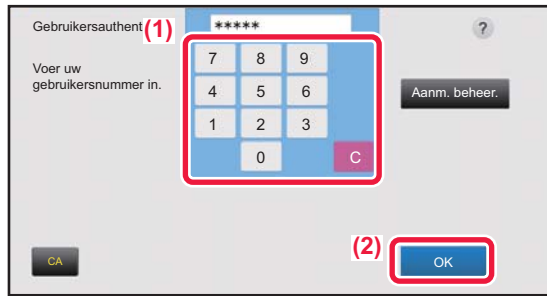 Gebruikersauthent
(1)
*****
?
Voer uw
gebruikersnummer in.
7 8 9
4 5 6
1 2 3
0 C
Aanm. beheer.
CA
(2)
OK